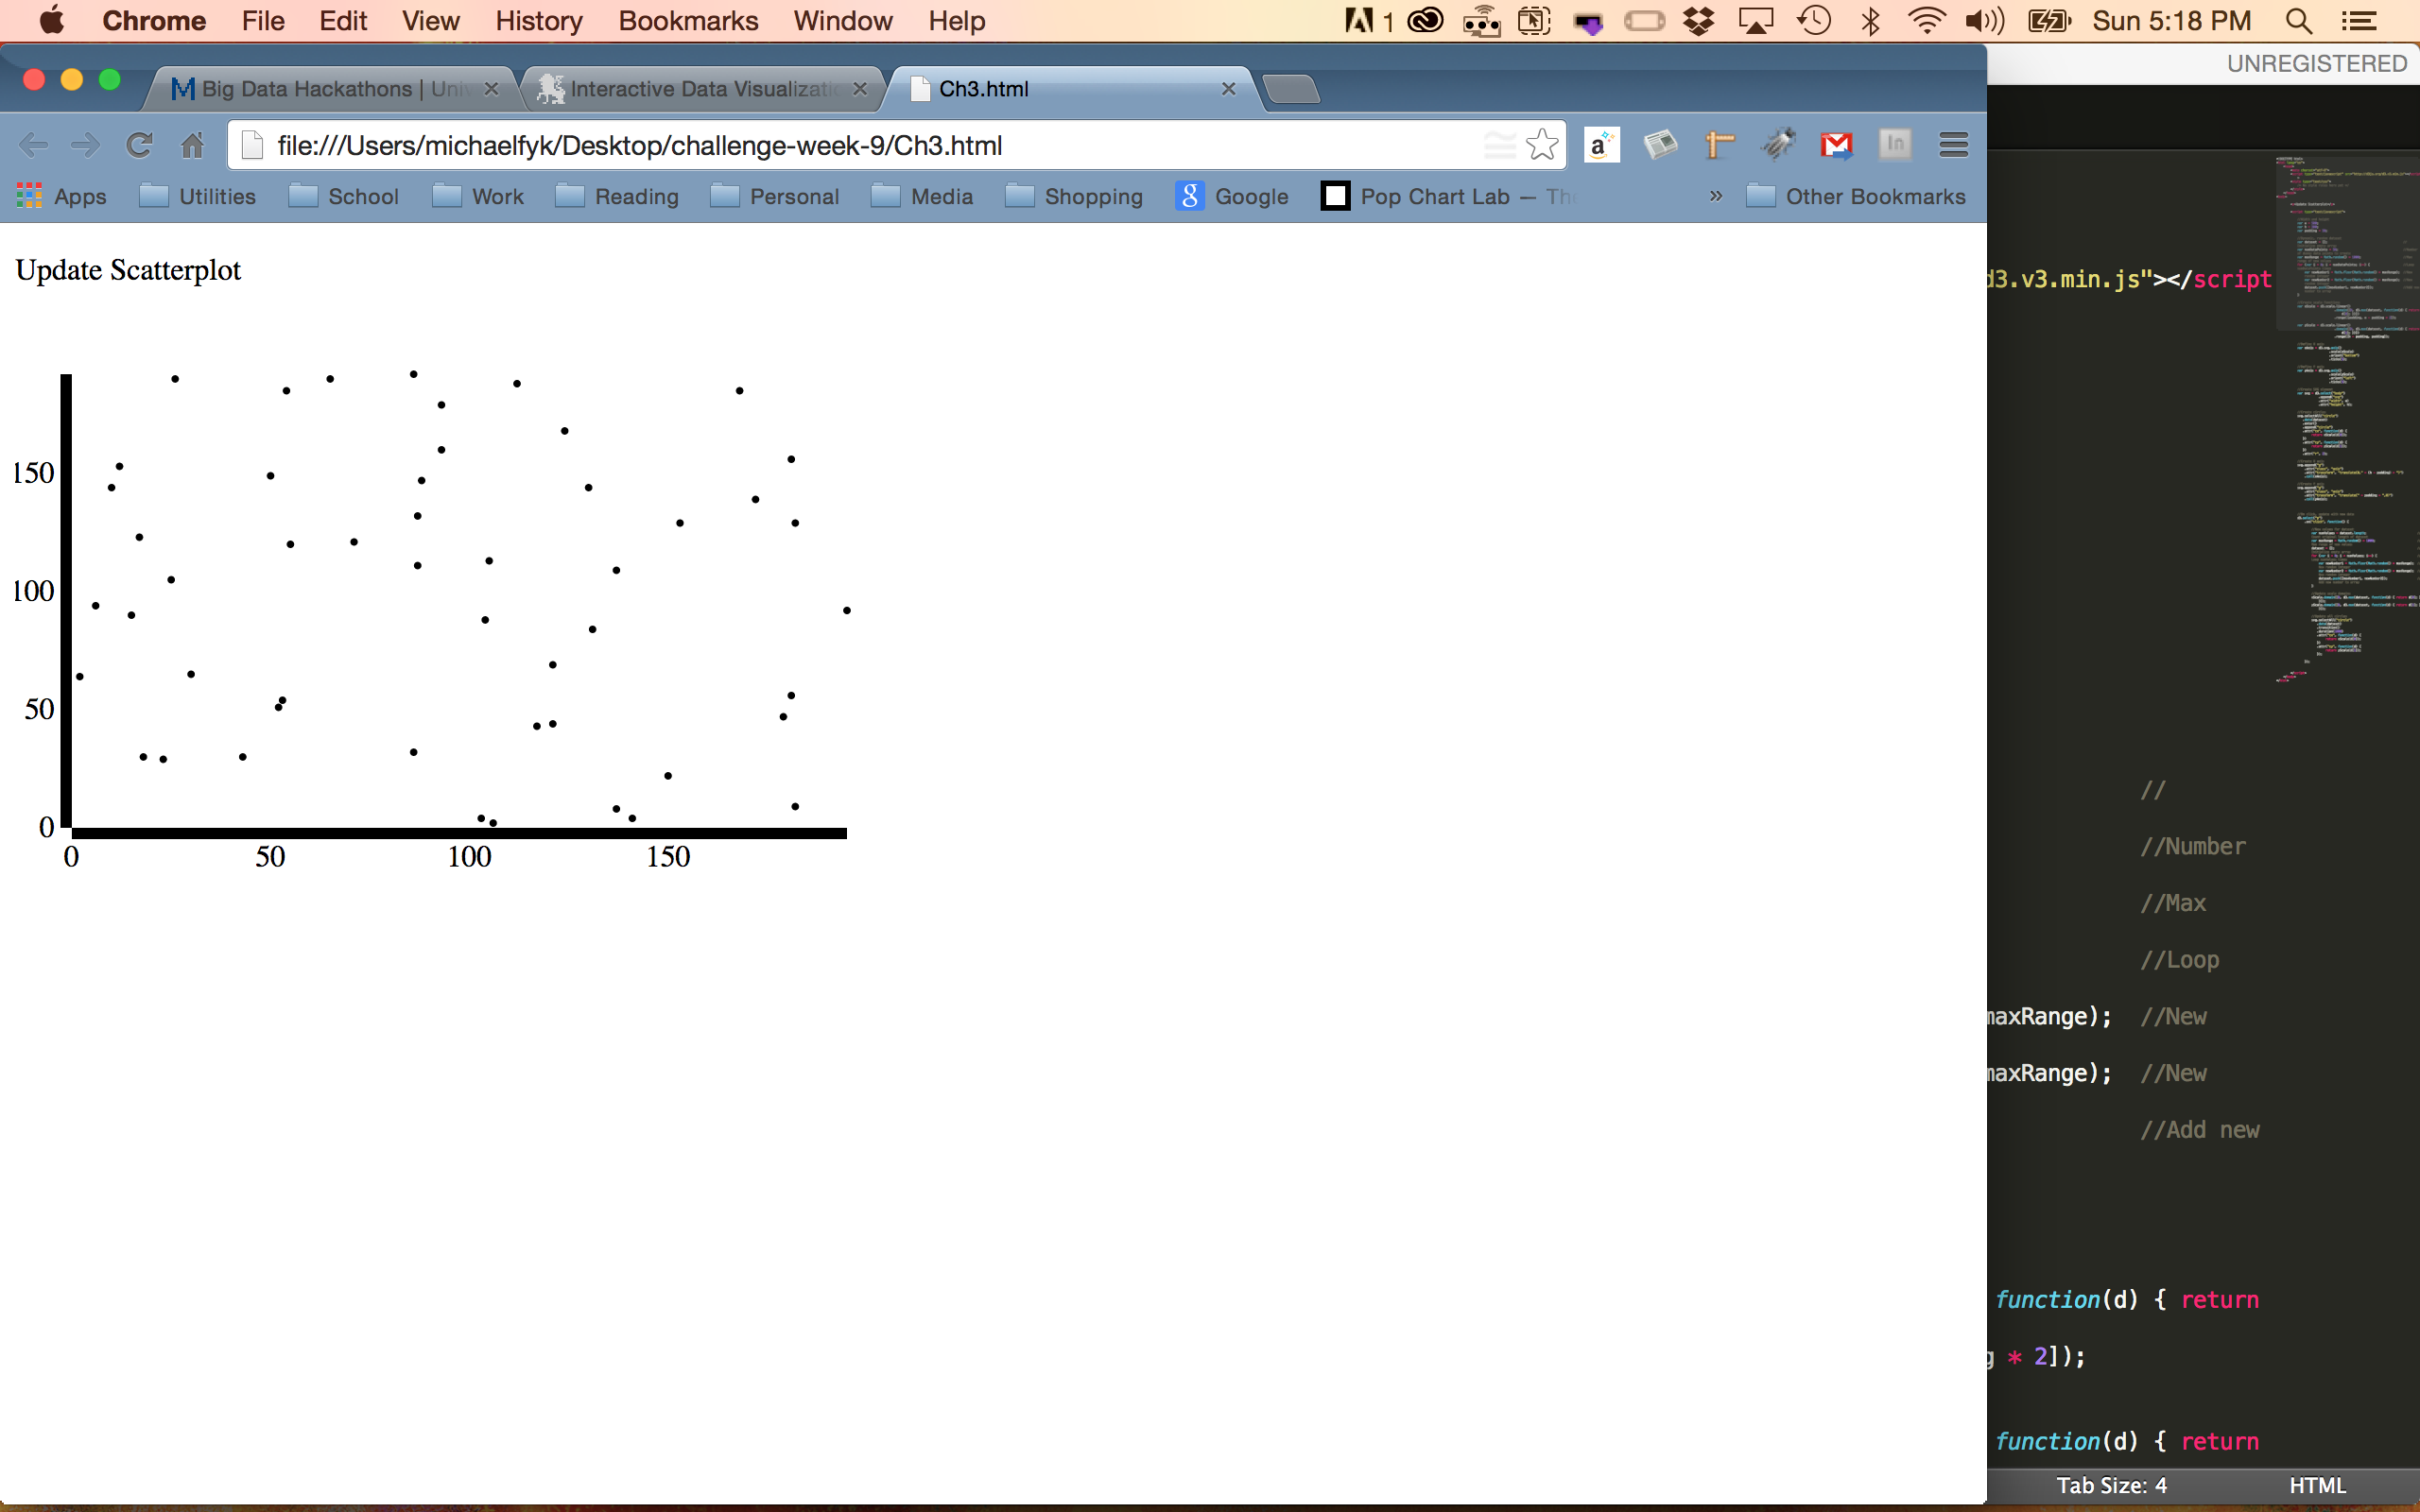 Chrome File Edit View History Bookmarks Window Help 1 Sun 5:18 PM
UNREGISTERED
Big Data Hackathons | Univ Interactive Data Visualizati Ch3.html
file:///Users/michaelfyk/Desktop/challenge-week-9/Ch3.html
Apps Utilities School Work Reading Personal Media Shopping Google Pop Chart Lab — The » Other Bookmarks
Update Scatterplot
150
100
50
0
0 50 100 150
d3.v3.min.js"></script
//
//Number
//Max
//Loop
maxRange); //New
maxRange); //New
//Add new
function(d) { return
g * 2]);
function(d) { return
Tab Size: 4 HTML